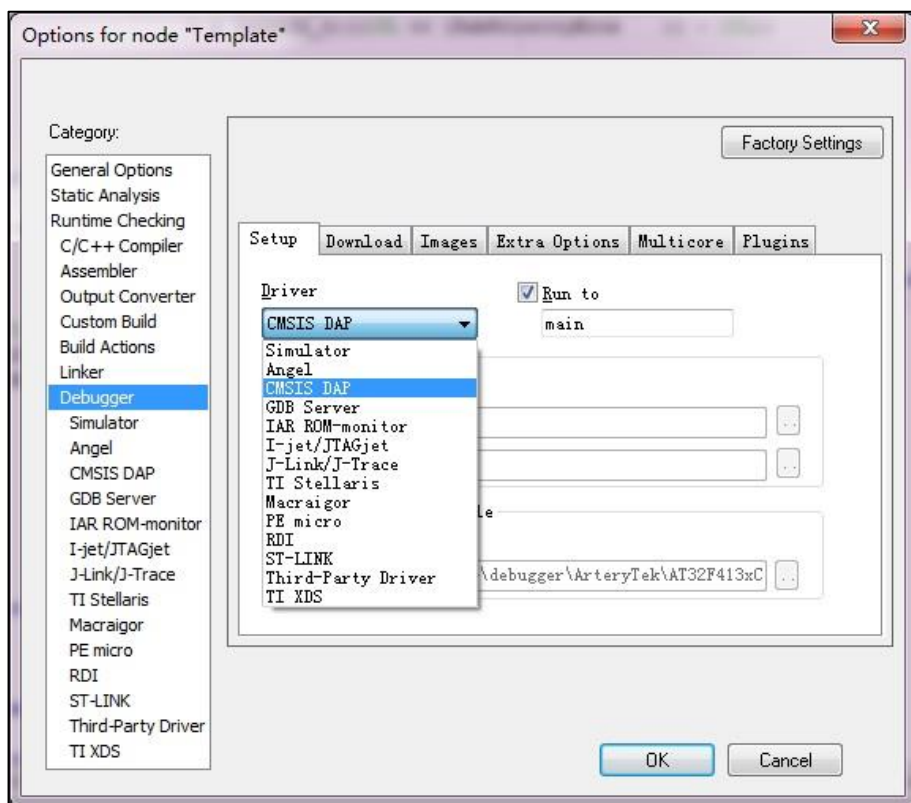 Options for node "Template"
Category:
General Options
Static Analysis
Runtime Checking
C/C++ Compiler
Assembler
Output Converter
Custom Build
Build Actions
Linker
Debugger
Simulator
Angel
CMSIS DAP
GDB Server
IAR ROM-monitor
I-jet/JTAGjet
J-Link/J-Trace
TI Stellaris
Macraigor
PE micro
RDI
ST-LINK
Third-Party Driver
TI XDS
Factory Settings
Setup Download Images Extra Options Multicore Plugins
Driver
Run to
CMSIS DAP
main
Simulator
Angel
CMSIS DAP
GDB Server
IAR ROM-monitor
I-jet/JTAGjet
J-Link/J-Trace
TI Stellaris
Macraigor
PE micro
RDI
ST-LINK
Third-Party Driver
TI XDS
le
\debugger\ArteryTek\AT32F413xC
..
..
..
OK Cancel